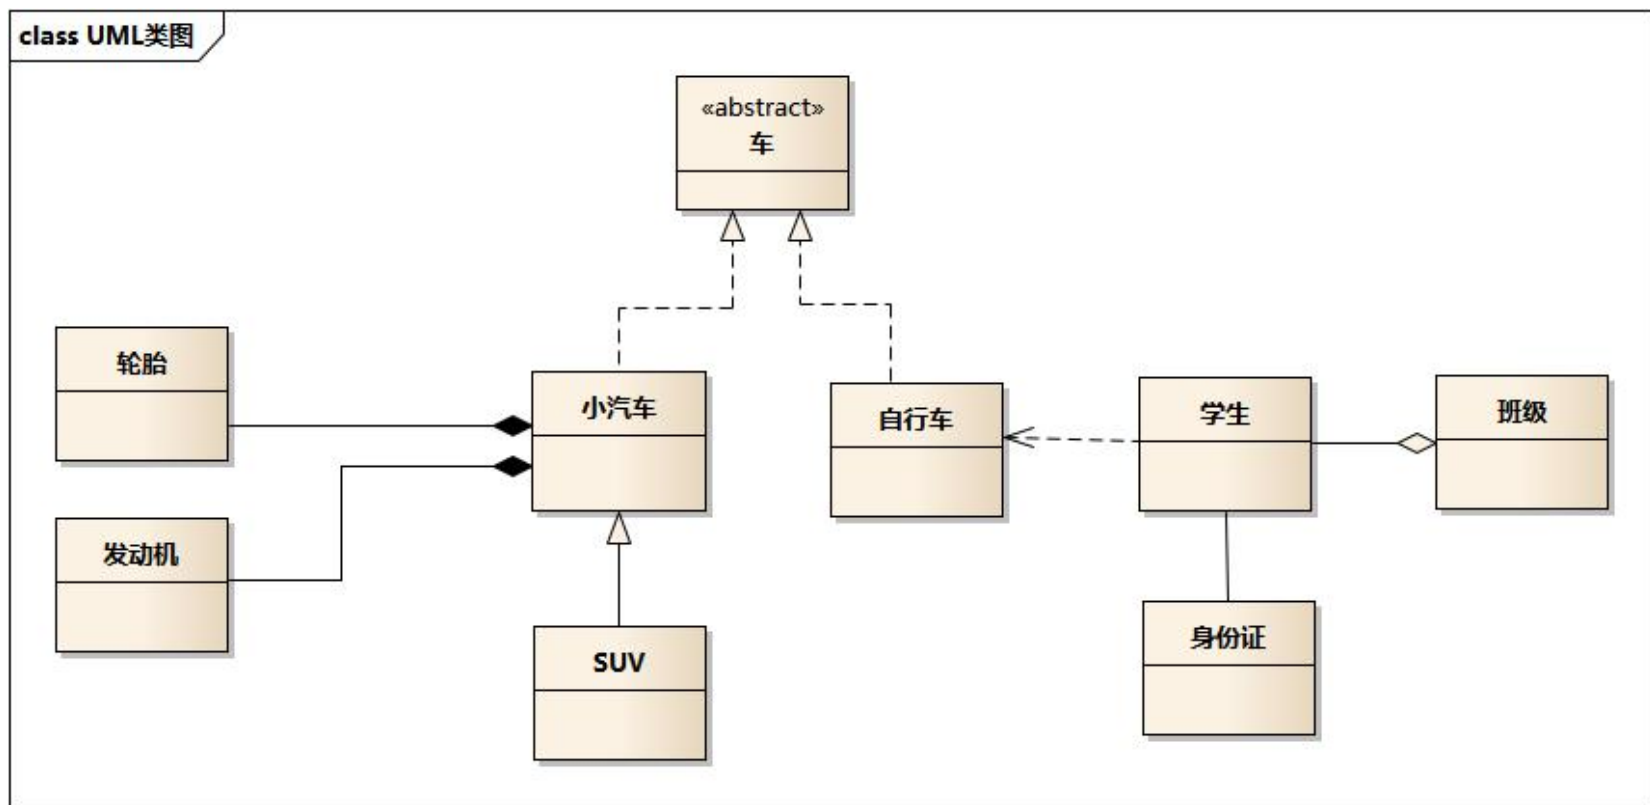 class UML类图
«abstract»
车
轮胎
小汽车
自行车
学生
班级
发动机
SUV
身份证